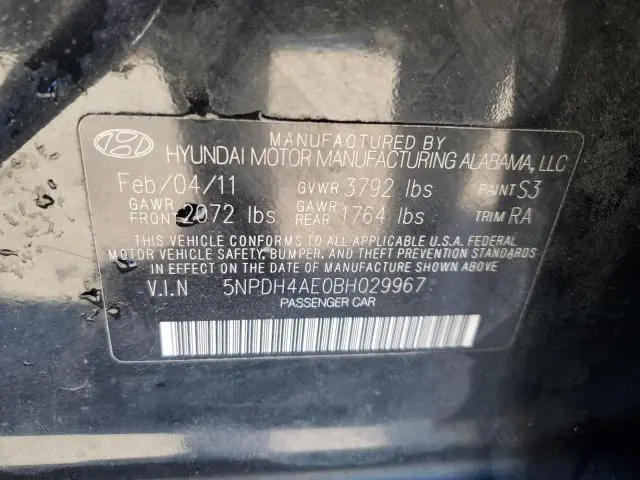 MANUFACTURED BY
HYUNDAI MOTOR MANUFACTURING ALABAMA, LLC
Feb/04/11 GVWR 3792 lbs PAINT S3
GAWR FRONT 2072 lbs GAWR REAR 1764 lbs TRIM RA
THIS VEHICLE CONFORMS TO ALL APPLICABLE U.S.A. FEDERAL
MOTOR VEHICLE SAFETY, BUMPER, AND THEFT PREVENTION STANDARDS
IN EFFECT ON THE DATE OF MANUFACTURE SHOWN ABOVE
V.I.N 5NPDH4AE0BH029967
PASSENGER CAR